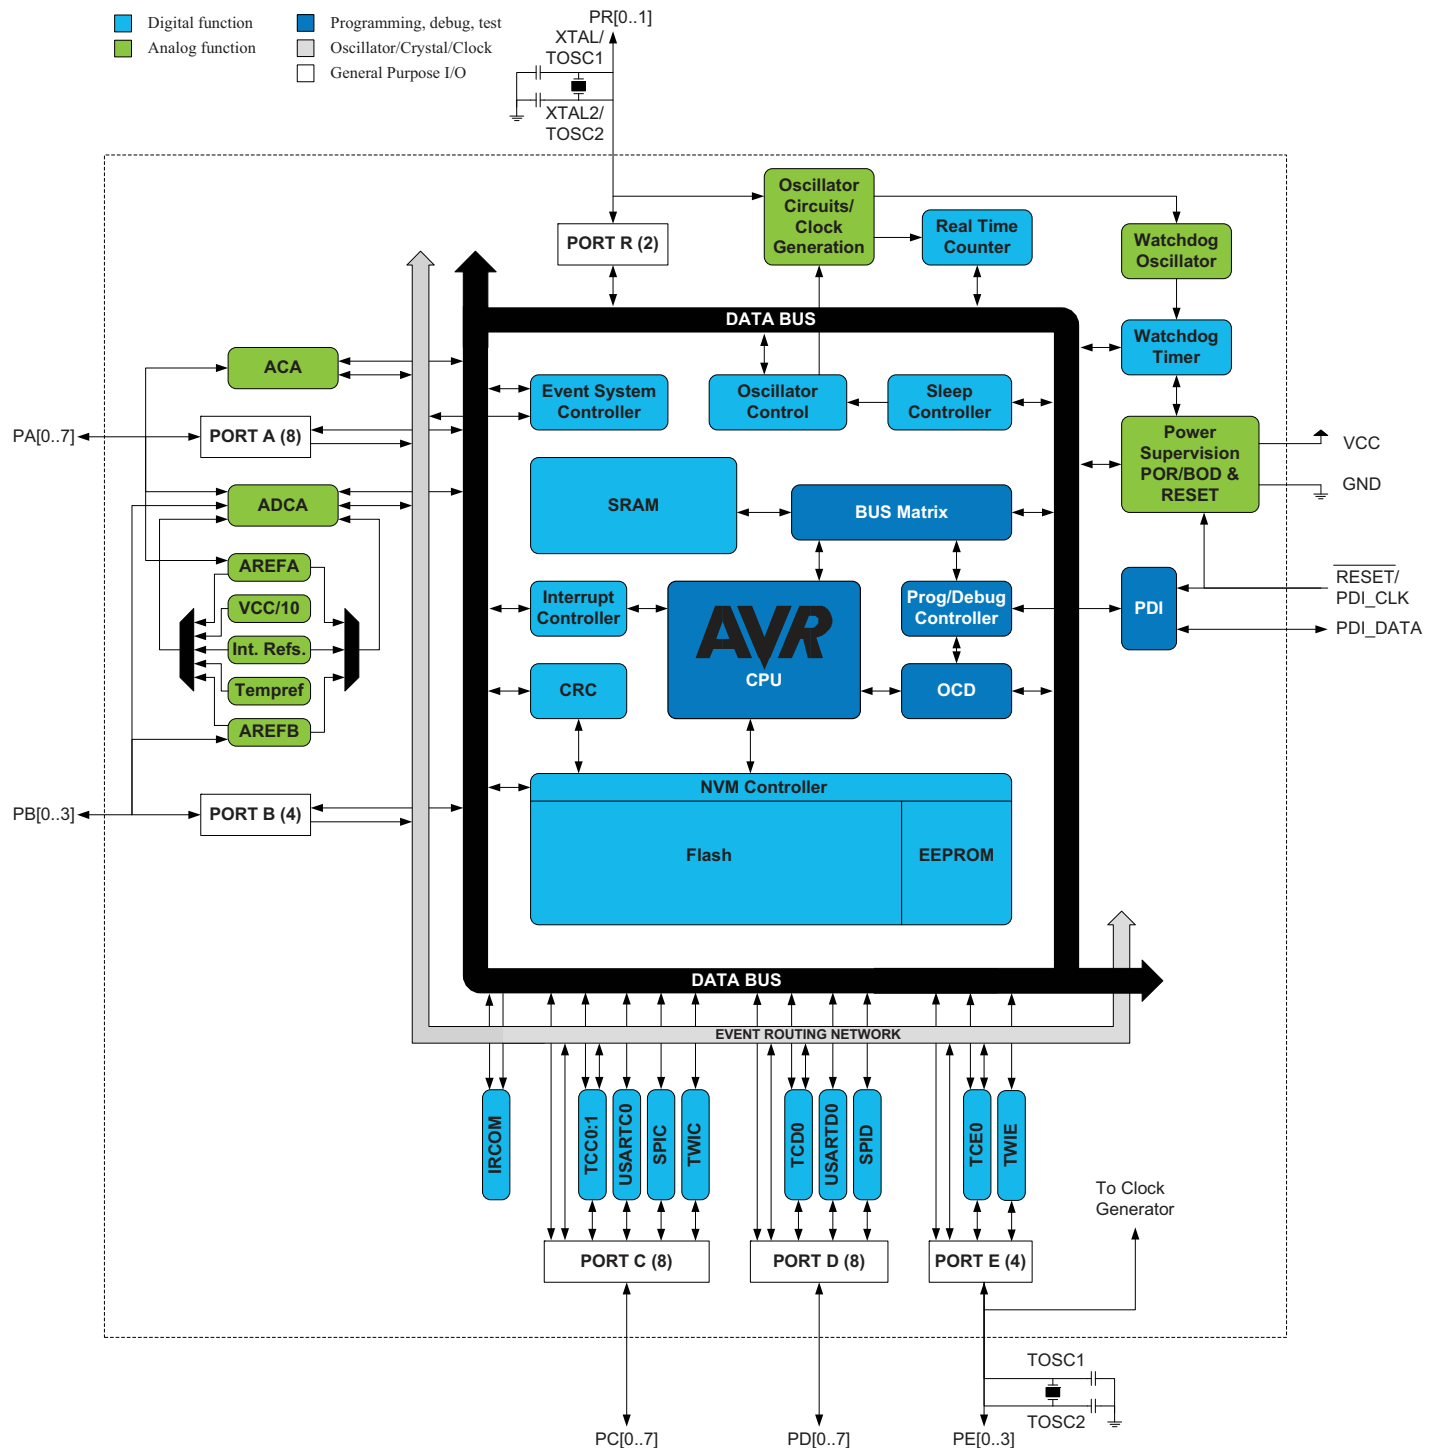 Digital function
Analog function
Programming, debug, test
Oscillator/Crystal/Clock
General Purpose I/O
PR[0..1]
XTAL/
TOSC1
XTAL2/
TOSC2
PORT R (2)
Oscillator
Circuits/
Clock
Generation
Real Time
Counter
Watchdog
Oscillator
DATA BUS
Watchdog
Timer
ACA
Event System
Controller
Oscillator
Control
Sleep
Controller
PA[0..7]
PORT A (8)
Power
Supervision
POR/BOD &
RESET
VCC
GND
ADCA
SRAM
BUS Matrix
AREFA
VCC/10
Int. Refs.
Tempref
AREFB
Interrupt
Controller
AVR
CPU
Prog/Debug
Controller
PDI
RESET/
PDI_CLK
PDI_DATA
CRC
OCD
PB[0..3]
PORT B (4)
NVM Controller
Flash
EEPROM
DATA BUS
EVENT ROUTING NETWORK
IRCOM
TCC0:1
USARTC0
SPIC
TWIC
TCD0
USARTD0
SPID
TCE0
TWIE
To Clock
Generator
PORT C (8)
PORT D (8)
PORT E (4)
TOSC1
TOSC2
PC[0..7]
PD[0..7]
PE[0..3]